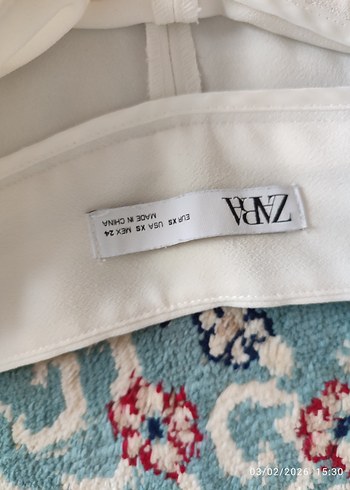 ZARA
EUR XS USA XS MEX 24
MADE IN CHINA
03/02/2026 15:30